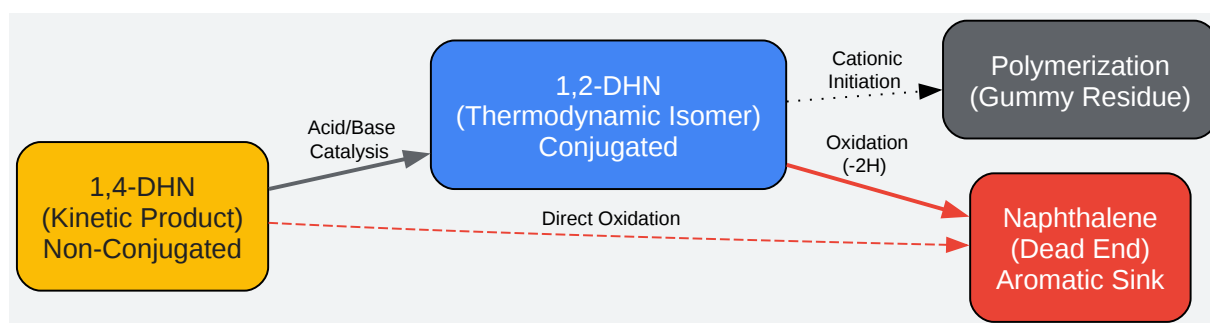 1,4-DHN
(Kinetic Product)
Non-Conjugated
Acid/Base
Catalysis
1,2-DHN
(Thermodynamic Isomer)
Conjugated
Cationic
Initiation
Polymerization
(Gummy Residue)
Oxidation
(-2H)
Direct Oxidation
Naphthalene
(Dead End)
Aromatic Sink